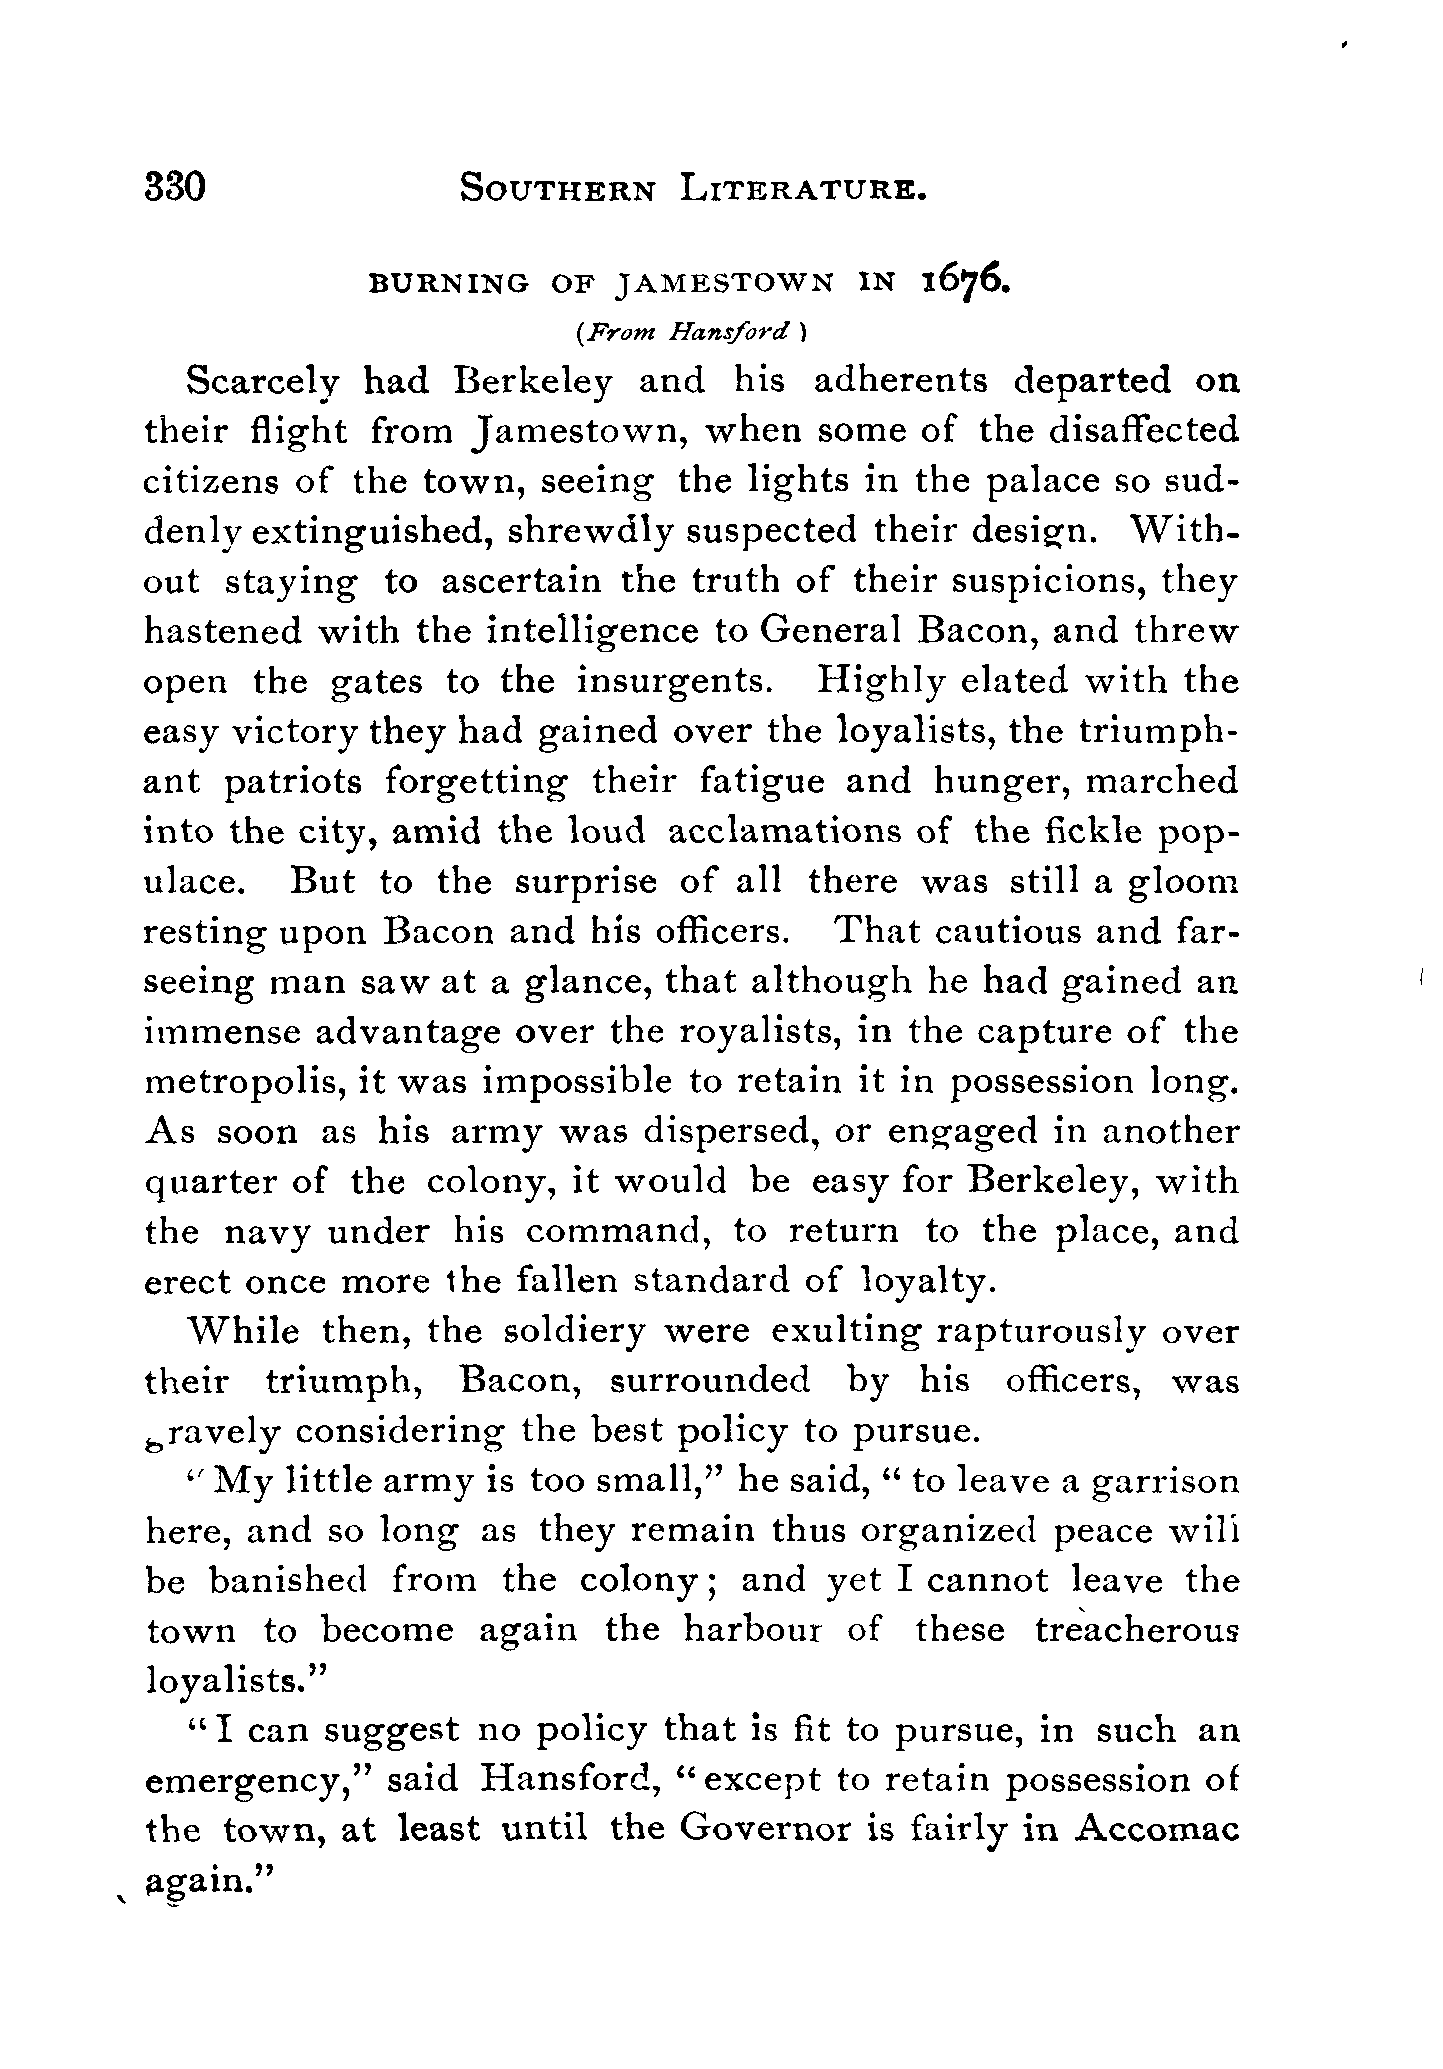 330 SOUTHERN LITERATURE.
BURNING OF JAMESTOWN IN 1676.
(From Hansford)
Scarcely had Berkeley and his adherents departed on
their flight from Jamestown, when some of the disaffected
citizens of the town, seeing the lights in the palace so sud-
denly extinguished, shrewdly suspected their design. With-
out staying to ascertain the truth of their suspicions, they
hastened with the intelligence to General Bacon, and threw
open the gates to the insurgents. Highly elated with the
easy victory they had gained over the loyalists, the triumph-
ant patriots forgetting their fatigue and hunger, marched
into the city, amid the loud acclamations of the fickle pop-
ulace. But to the surprise of all there was still a gloom
resting upon Bacon and his officers. That cautious and far-
seeing man saw at a glance, that although he had gained an
immense advantage over the royalists, in the capture of the
metropolis, it was impossible to retain it in possession long.
As soon as his army was dispersed, or engaged in another
quarter of the colony, it would be easy for Berkeley, with
the navy under his command, to return to the place, and
erect once more the fallen standard of loyalty.
While then, the soldiery were exulting rapturously over
their triumph, Bacon, surrounded by his officers, was
gravely considering the best policy to pursue.
"My little army is too small," he said, "to leave a garrison
here, and so long as they remain thus organized peace will
be banished from the colony; and yet I cannot leave the
town to become again the harbour of these treacherous
loyalists."
"I can suggest no policy that is fit to pursue, in such an
emergency," said Hansford, "except to retain possession of
the town, at least until the Governor is fairly in Accomac
again."